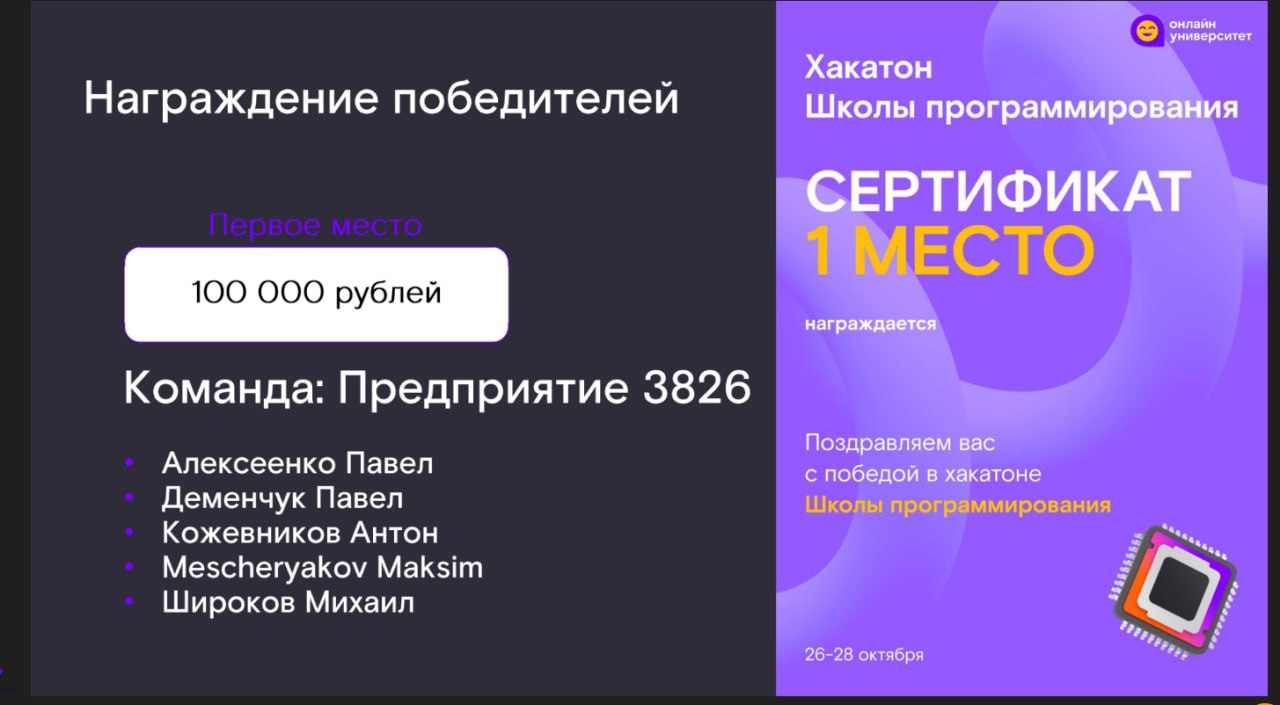 Награждение победителей
Первое место
100 000 рублей
Команда: Предприятие 3826
• Алексеенко Павел
• Деменчук Павел
• Кожевников Антон
• Mescheryakov Maksim
• Широков Михаил
онлайн
университет
Хакатон
Школы программирования
СЕРТИФИКАТ
1 МЕСТО
награждается
Поздравляем вас
с победой в хакатоне
Школы программирования
26-28 октября